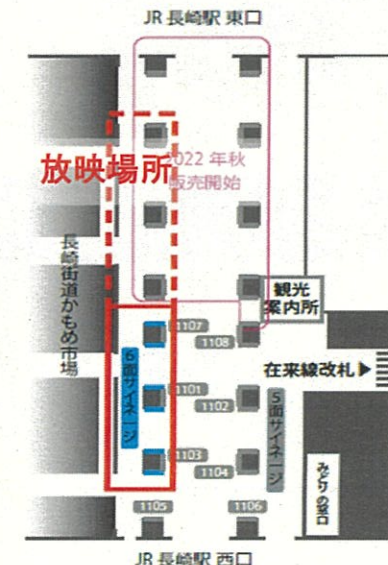 JR 長崎駅 東口
放映場所
2022 年秋
販売開始
長崎街道かもめ市場
観光
案内所
1107
1108
6面サイネージ
在来線改札▶
1101
1102
5面サイネージ
1103
1104
みどりの窓口
1105
1106
JR 長崎駅 西口